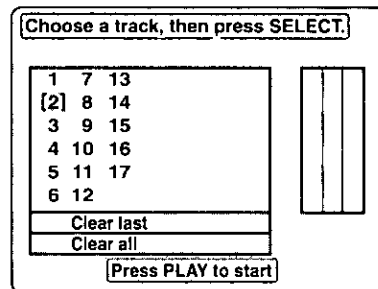 Choose a track, then press SELECT.
1 7 13
[2] 8 14
3 9 15
4 10 16
5 11 17
6 12
Clear last
Clear all
Press PLAY to start